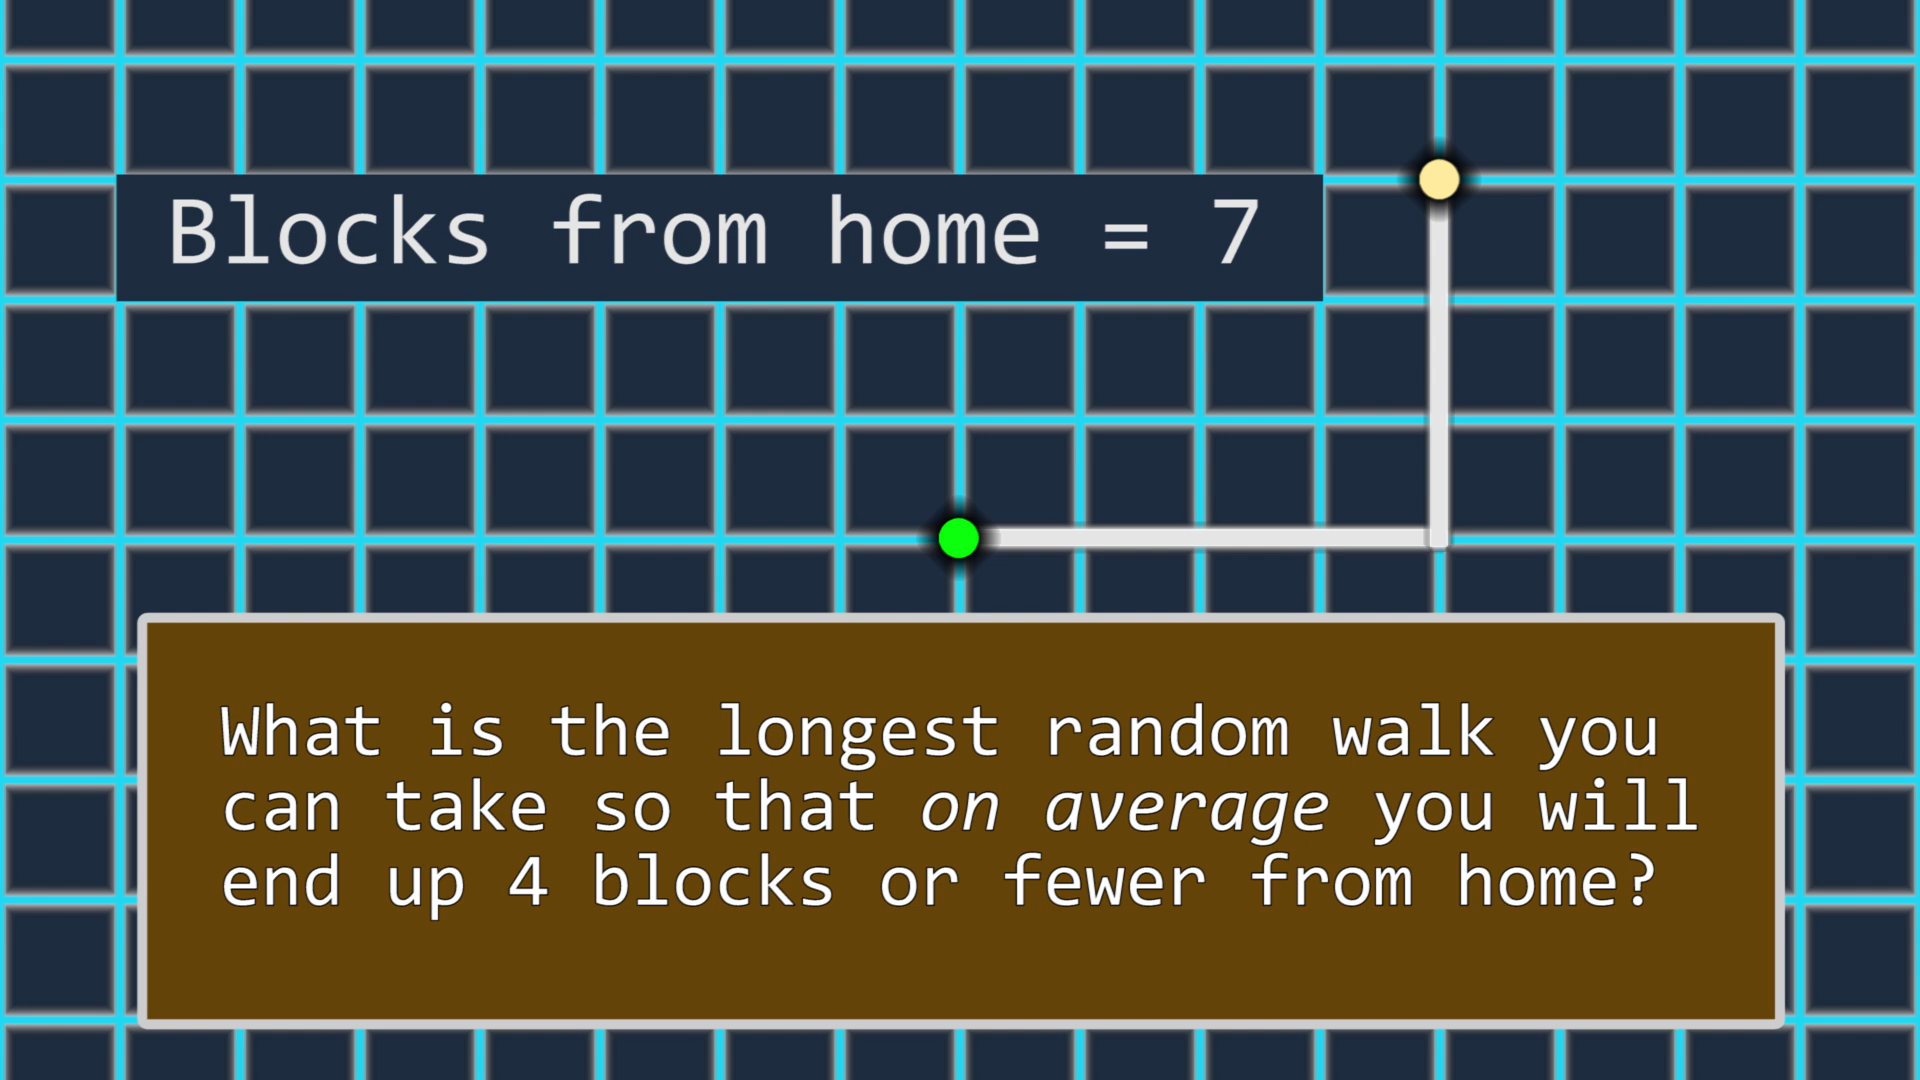 Blocks from home = 7
What is the longest random walk you
can take so that on average you will
end up 4 blocks or fewer from home?